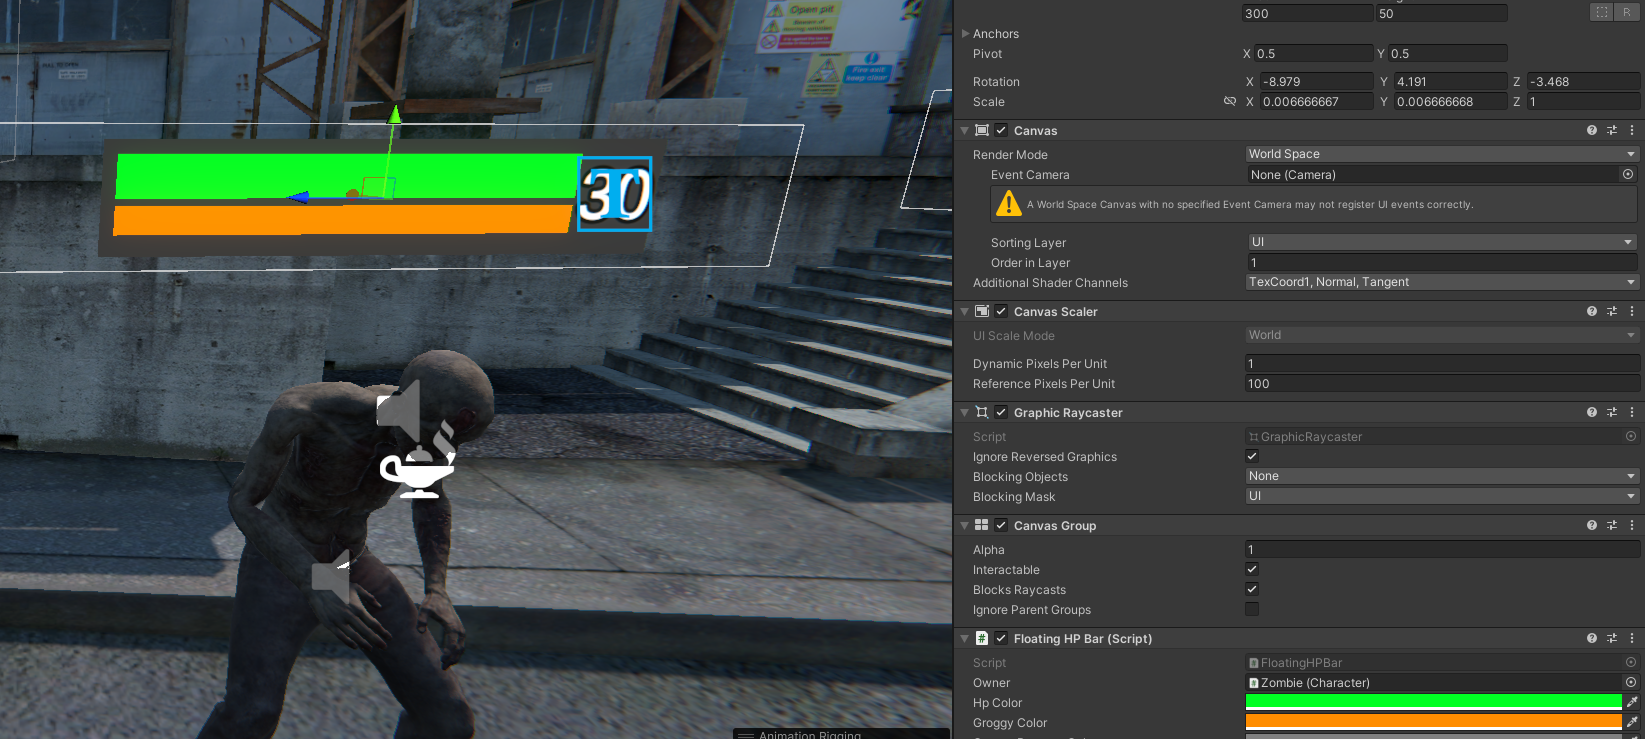 300 50
Anchors
Pivot X 0.5 Y 0.5
Rotation X -8.979 Y 4.191 Z -3.468
Scale X 0.006666667 Y 0.006666668 Z 1
Canvas
Render Mode World Space
Event Camera None (Camera)
A World Space Canvas with no specified Event Camera may not register UI events correctly.
Sorting Layer UI
Order in Layer 1
Additional Shader Channels TexCoord1, Normal, Tangent
Canvas Scaler
UI Scale Mode World
Dynamic Pixels Per Unit 1
Reference Pixels Per Unit 100
Graphic Raycaster
Script GraphicRaycaster
Ignore Reversed Graphics
Blocking Objects None
Blocking Mask UI
Canvas Group
Alpha 1
Interactable
Blocks Raycasts
Ignore Parent Groups
# Floating HP Bar (Script)
Script FloatingHPBar
Owner Zombie (Character)
Hp Color
Groggy Color
Open pit
Fire exit
keep clear
30
T
R
Animation Rigging